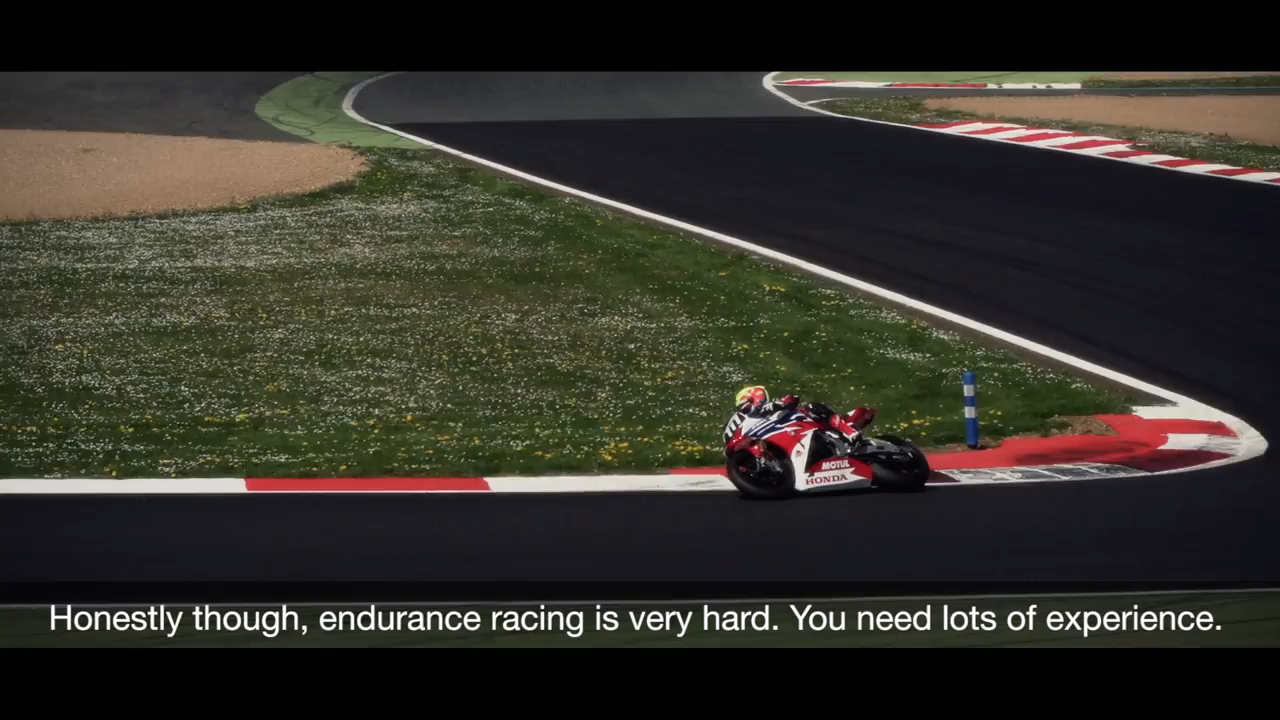 MOTUL
HONDA
Honestly though, endurance racing is very hard. You need lots of experience.